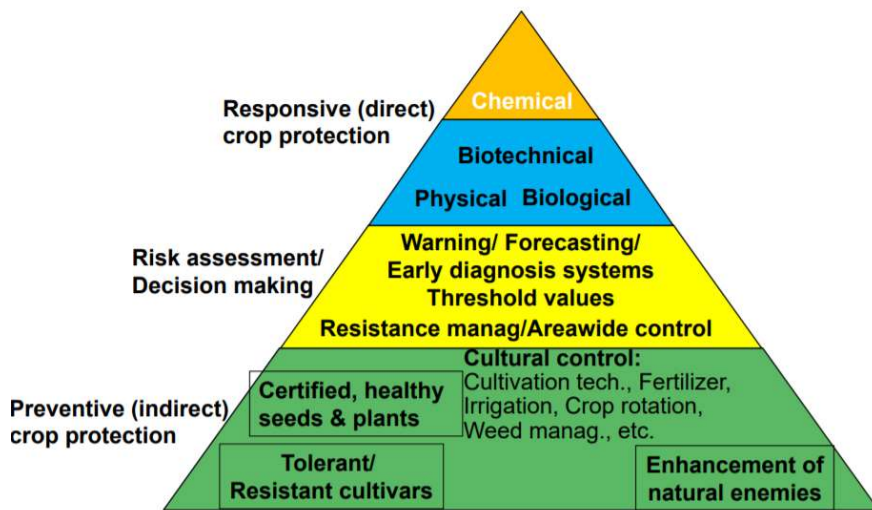 Chemical
Responsive (direct)
crop protection
Biotechnical
Physical Biological
Risk assessment/
Decision making
Warning/ Forecasting/
Early diagnosis systems
Threshold values
Resistance manag/Areawide control
Preventive (indirect)
crop protection
Certified, healthy
seeds & plants
Cultural control:
Cultivation tech., Fertilizer,
Irrigation, Crop rotation,
Weed manag., etc.
Tolerant/
Resistant cultivars
Enhancement of
natural enemies